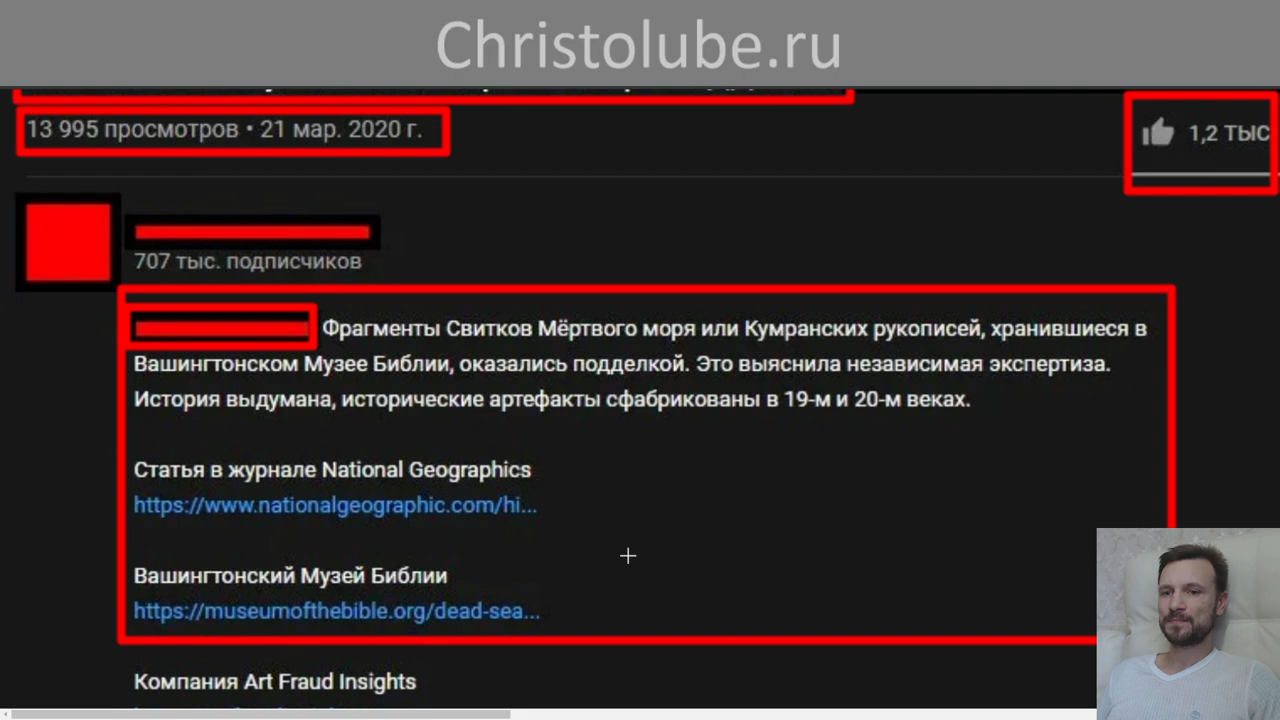 Christolube.ru
13 995 просмотров • 21 мар. 2020 г.
1,2 ТЫС
707 тыс. подписчиков
Фрагменты Свитков Мёртвого моря или Кумранских рукописей, хранившиеся в
Вашингтонском Музее Библии, оказались подделкой. Это выяснила независимая экспертиза.
История выдумана, исторические артефакты сфабрикованы в 19-м и 20-м веках.
Статья в журнале National Geographics
https://www.nationalgeographic.com/hi...
Вашингтонский Музей Библии
https://museumofthebible.org/dead-sea...
Компания Art Fraud Insights